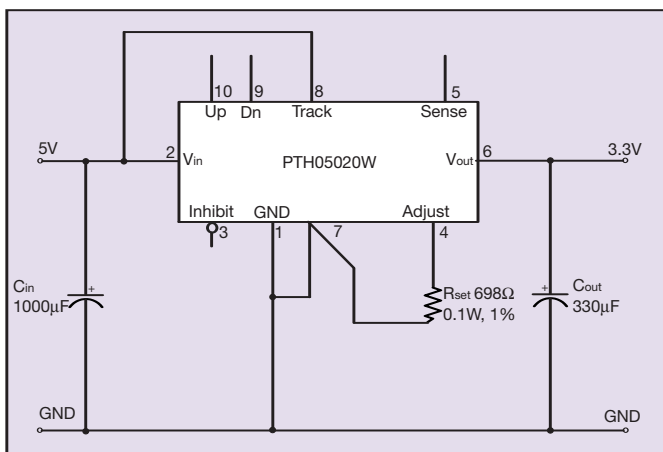 10 9 8 5
Up Dn Track Sense
5V 2 Vin PTH05020W Vout 6 3.3V
Inhibit GND Adjust
3 1 7 4
Cin + Rset 698Ω + Cout
1000μF 0.1W, 1% 330μF
GND GND